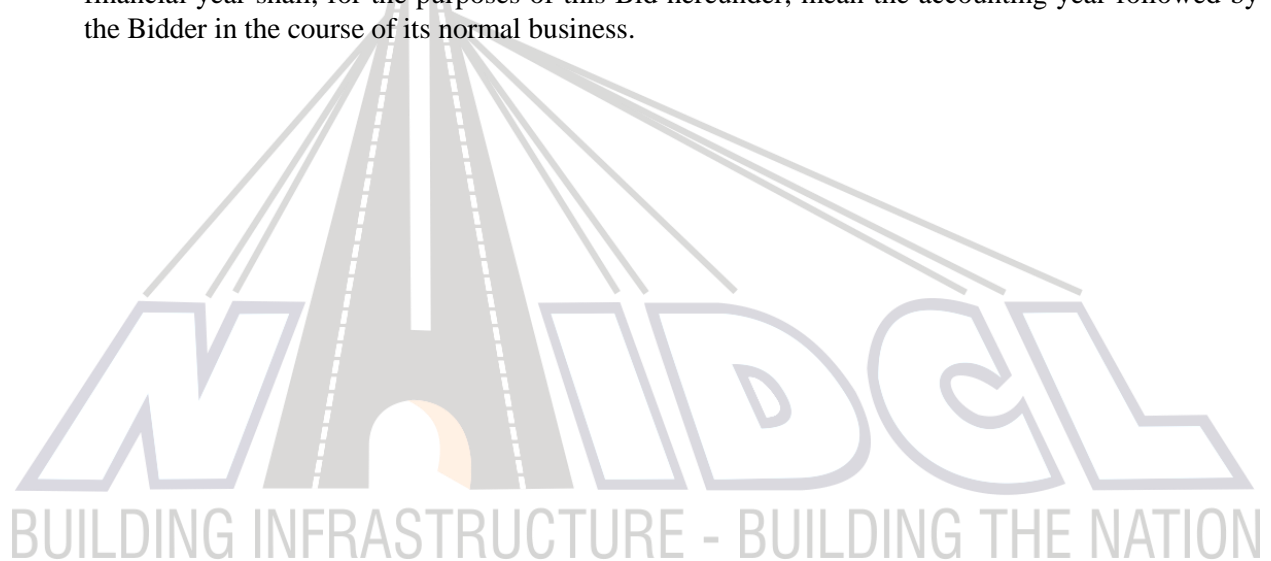 financial year shall, for the purposes of this Bid hereunder, mean the accounting year followed by
the Bidder in the course of its normal business.
NHIDCL
BUILDING INFRASTRUCTURE - BUILDING THE NATION